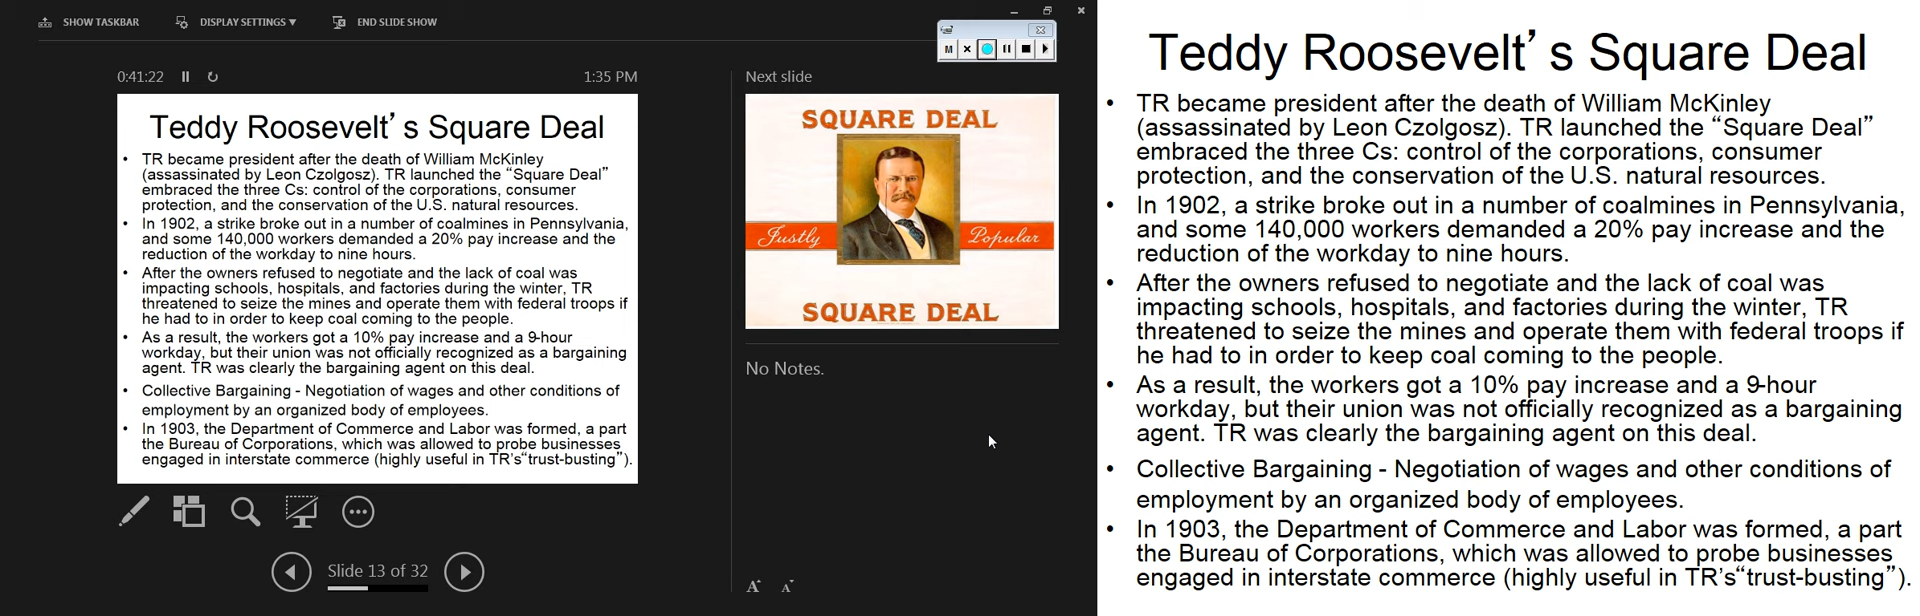 SHOW TASKBAR
DISPLAY SETTINGS ▼
END SLIDE SHOW
M
0:41:22
1:35 PM
Teddy Roosevelt’s Square Deal
• TR became president after the death of William McKinley
(assassinated by Leon Czolgosz). TR launched the “Square Deal”
embraced the three Cs: control of the corporations, consumer
protection, and the conservation of the U.S. natural resources.
• In 1902, a strike broke out in a number of coalmines in Pennsylvania,
and some 140,000 workers demanded a 20% pay increase and the
reduction of the workday to nine hours.
• After the owners refused to negotiate and the lack of coal was
impacting schools, hospitals, and factories during the winter, TR
threatened to seize the mines and operate them with federal troops if
he had to in order to keep coal coming to the people.
• As a result, the workers got a 10% pay increase and a 9-hour
workday, but their union was not officially recognized as a bargaining
agent. TR was clearly the bargaining agent on this deal.
• Collective Bargaining - Negotiation of wages and other conditions of
employment by an organized body of employees.
• In 1903, the Department of Commerce and Labor was formed, a part
the Bureau of Corporations, which was allowed to probe businesses
engaged in interstate commerce (highly useful in TR’s“trust-busting”).
Slide 13 of 32
Next slide
SQUARE DEAL
Justly Popular
SQUARE DEAL
No Notes.
A A
Teddy Roosevelt’s Square Deal
• TR became president after the death of William McKinley
(assassinated by Leon Czolgosz). TR launched the “Square Deal”
embraced the three Cs: control of the corporations, consumer
protection, and the conservation of the U.S. natural resources.
• In 1902, a strike broke out in a number of coalmines in Pennsylvania,
and some 140,000 workers demanded a 20% pay increase and the
reduction of the workday to nine hours.
• After the owners refused to negotiate and the lack of coal was
impacting schools, hospitals, and factories during the winter, TR
threatened to seize the mines and operate them with federal troops if
he had to in order to keep coal coming to the people.
• As a result, the workers got a 10% pay increase and a 9-hour
workday, but their union was not officially recognized as a bargaining
agent. TR was clearly the bargaining agent on this deal.
• Collective Bargaining - Negotiation of wages and other conditions of
employment by an organized body of employees.
• In 1903, the Department of Commerce and Labor was formed, a part
the Bureau of Corporations, which was allowed to probe businesses
engaged in interstate commerce (highly useful in TR’s“trust-busting”).